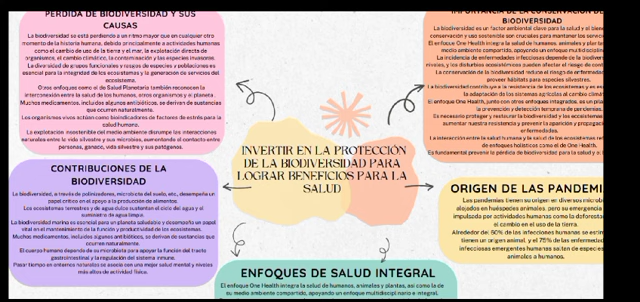 PÉRDIDA DE BIODIVERSIDAD Y SUS
CAUSAS
La biodiversidad se está perdiendo a un ritmo mayor que en cualquier otro
momento de la historia humana, debido principalmente a actividades humanas
como el cambio de uso de la tierra y el mar, la explotación directa de
organismos, el cambio climático, la contaminación y las especies invasoras.
La diversidad de grupos funcionales y rasgos de especies y poblaciones es
esencial para la integridad de los ecosistemas y la generación de servicios del
ecosistema.
Otros enfoques como el de Salud Planetaria también reconocen la
interconexión entre la salud humana, otros organismos y el planeta.
Muchos medicamentos, incluidos algunos antibióticos, se derivan de sustancias
que ocurren naturalmente.
Los organismos vivos actúan como bioindicadores de factores de estrés para la
salud humana.
La explotación insostenible del medio ambiente disrumpe las interacciones
naturales entre la vida silvestre y sus microbios, aumentando el contacto entre
personas, ganado, vida silvestre y sus patógenos.
CONTRIBUCIONES DE LA
BIODIVERSIDAD
La biodiversidad, a través de polinizadores, microbiota del suelo, etc, desempeña un
papel crítico en el apoyo a la producción de alimentos.
Los ecosistemas terrestres y de agua dulce sustentan el ciclo del agua y el
suministro de agua limpia.
La biodiversidad marina es esencial para un planeta saludable y desempeña un papel
vital en el mantenimiento de la función y productividad de los ecosistemas.
Muchos medicamentos, incluidos algunos antibióticos, se derivan de sustancias que
ocurren naturalmente.
El cuerpo humano depende de su microbiota para apoyar la función del tracto
gastrointestinal y la regulación del sistema inmune.
Pasar tiempo en entornos naturales se asocia con una mejor salud mental y niveles
más altos de actividad física.
INVERTIR EN LA PROTECCIÓN
DE LA BIODIVERSIDAD PARA
LOGRAR BENEFICIOS PARA LA
SALUD
ENFOQUES DE SALUD INTEGRAL
El enfoque One Health integra la salud de humanos, animales y plantas, así como la de
su medio ambiente compartido, apoyando un enfoque multidisciplinario e integral.
IMPORTANCIA DE LA CONSERVACIÓN DE
BIODIVERSIDAD
La biodiversidad es un factor ambiental clave para la salud y el
conservación y uso sostenible son cruciales para mantener los
El enfoque One Health integra la salud de humanos, animales y
medio ambiente compartido, apoyando un enfoque
La incidencia de enfermedades infecciosas depende de la
niveles, y los distintos ecosistemas pueden afectar el riesgo de
La conservación de la biodiversidad reduce el riesgo de
proveer hábitats para especies silvestres.
La biodiversidad contribuye a la resistencia de los ecosistemas y es
la adaptación de los sistemas agrícolas al cambio
El enfoque One Health, junto con otros enfoques integrados, es un
la prevención y detección temprana de pandemias.
Es necesario proteger y restaurar la biodiversidad y los
aumentar nuestra resistencia y prevenir la aparición y
enfermedades.
La interacción entre la salud humana y la salud de los ecosistemas
de enfoques holísticos como el de One Health.
Es fundamental prevenir la pérdida de biodiversidad para la salud y
ORIGEN DE LAS PANDEMI
Las pandemias tienen su origen en diversos
alojados en huéspedes animales, pero su emergencia
impulsada por actividades humanas como la
el cambio en el uso de la tierra.
Alrededor del 60% de las infecciones humanas se
tienen un origen animal, y el 75% de las
infecciosas emergentes humanas saltan de especies
animales a humanos.